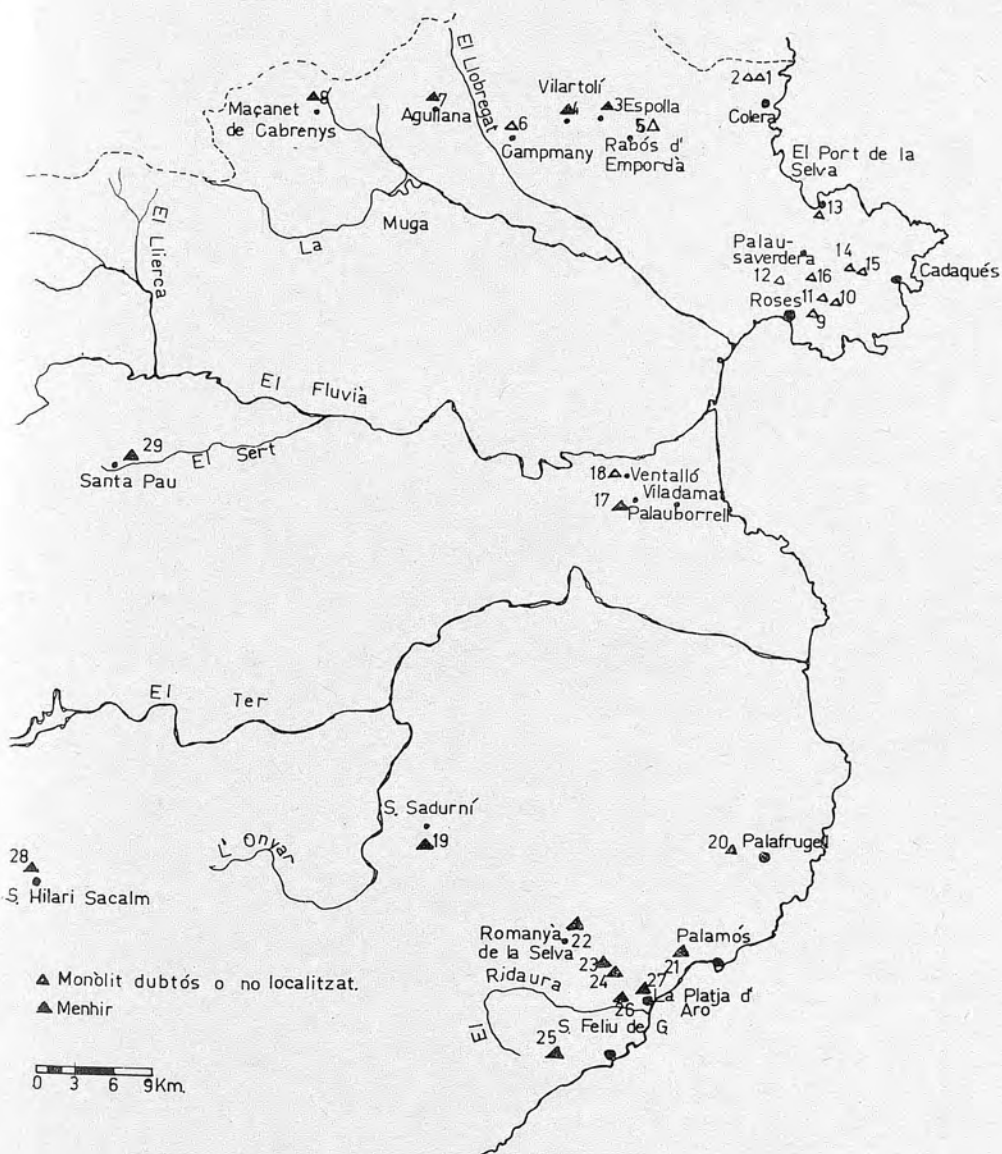 2
1
El Llobregat
Vilartolí
8
7
4
3 Espolla
Maçanet
de Cabrenys
Agullana
6
5
Colera
Campmany
Rabós d'
Empordà
El Port de la
Selva
13
El Llierca
La
Muga
Palau-
saverdera
14
15
12
16
Cadaqués
11
10
Roses
9
El Fluvià
29
El Sert
Santa Pau
18
Ventalló
17
Viladamat
Palauborrell
El Ter
S. Sadurní
19
L' Onyar
20
Palafrugell
28
S. Hilari Sacalm
Romanyà
de la Selva
22
Palamós
23
21
24
Ridaura
27
La Platja d'
Aro
26
El
S. Feliu de G
25
Monòlit dubtós o no localitzat.
Menhir
0 3 6 9 Km.